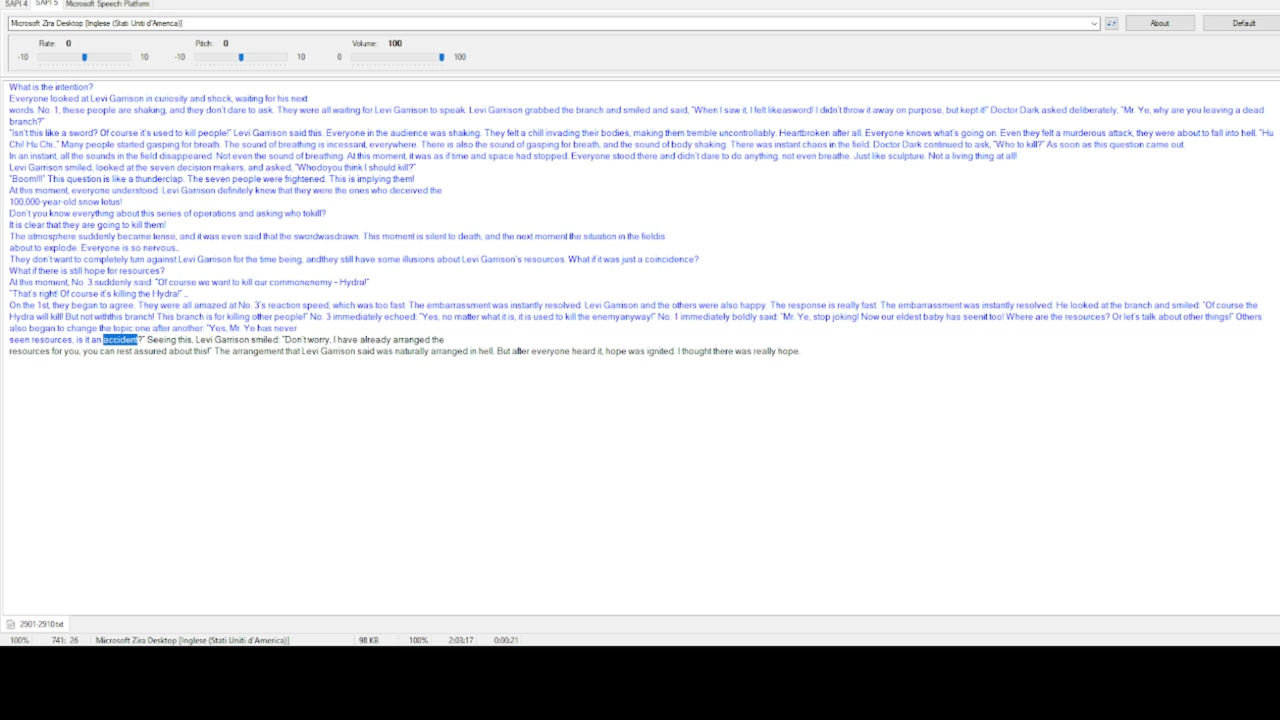 SAPI 4 SAPI 5 Microsoft Speech Platform
Microsoft Zira Desktop [Inglese (Stati Uniti d'America)]
About
Default
Rate: 0 Pitch: 0 Volume: 100
-10 10 -10 10 0 100
What is the intention?
Everyone looked at Levi Garrison in curiosity and shock, waiting for his next
words. No. 1, these people are shaking, and they don't dare to ask. They were all waiting for Levi Garrison to speak. Levi Garrison grabbed the branch and smiled and said, "When I saw it, I felt likeasword! I didn't throw it away on purpose, but kept it!" Doctor Dark asked deliberately, "Mr. Ye, why are you leaving a dead
branch?"
"Isn't this like a sword? Of course it's used to kill people!" Levi Garrison said this. Everyone in the audience was shaking. They felt a chill invading their bodies, making them tremble uncontrollably. Heartbroken after all. Everyone knows what's going on. Even they felt a murderous attack, they were about to fall into hell. "Hu
Chi! Hu Chi.." Many people started gasping for breath. The sound of breathing is incessant, everywhere. There is also the sound of gasping for breath, and the sound of body shaking. There was instant chaos in the field. Doctor Dark continued to ask, "Who to kill?" As soon as this question came out.
In an instant, all the sounds in the field disappeared. Not even the sound of breathing. At this moment, it was as if time and space had stopped. Everyone stood there and didn't dare to do anything, not even breathe. Just like sculpture. Not a living thing at all!
Levi Garrison smiled, looked at the seven decision makers, and asked, "Whodoyou think I should kill?"
"Boom!!!" This question is like a thunderclap. The seven people were frightened. This is implying them!
At this moment, everyone understood. Levi Garrison definitely knew that they were the ones who deceived the
100,000-year-old snow lotus!
Don't you know everything about this series of operations and asking who tokill?
It is clear that they are going to kill them!
The atmosphere suddenly became tense, and it was even said that the swordwasdrawn. This moment is silent to death, and the next moment the situation in the fieldis
about to explode. Everyone is so nervous..
They don't want to completely turn against Levi Garrison for the time being, andthey still have some illusions about Levi Garrison's resources. What if it was just a coincidence?
What if there is still hope for resources?
At this moment, No. 3 suddenly said: "Of course we want to kill our commonenemy – Hydra!"
"That's right! Of course it's killing the Hydra!" ..
On the 1st, they began to agree. They were all amazed at No. 3's reaction speed, which was too fast. The embarrassment was instantly resolved. Levi Garrison and the others were also happy. The response is really fast. The embarrassment was instantly resolved. He looked at the branch and smiled: "Of course the
Hydra will kill! But not withthis branch! This branch is for killing other people!" No. 3 immediately echoed: "Yes, no matter what it is, it is used to kill the enemyanyway!" No. 1 immediately boldly said: "Mr. Ye, stop joking! Now our eldest baby has seenit too! Where are the resources? Or let's talk about other things!" Others
also began to change the topic one after another: "Yes, Mr. Ye has never
seen resources, is it an accident?" Seeing this, Levi Garrison smiled: "Don'tworry, I have already arranged the
resources for you, you can rest assured about this!" The arrangement that Levi Garrison said was naturally arranged in hell. But after everyone heard it, hope was ignited. I thought there was really hope.
2901-2910.txt
100% 741: 26 Microsoft Zira Desktop [Inglese (Stati Uniti d'America)] 98 KB 100% 2:03:17 0:00:21